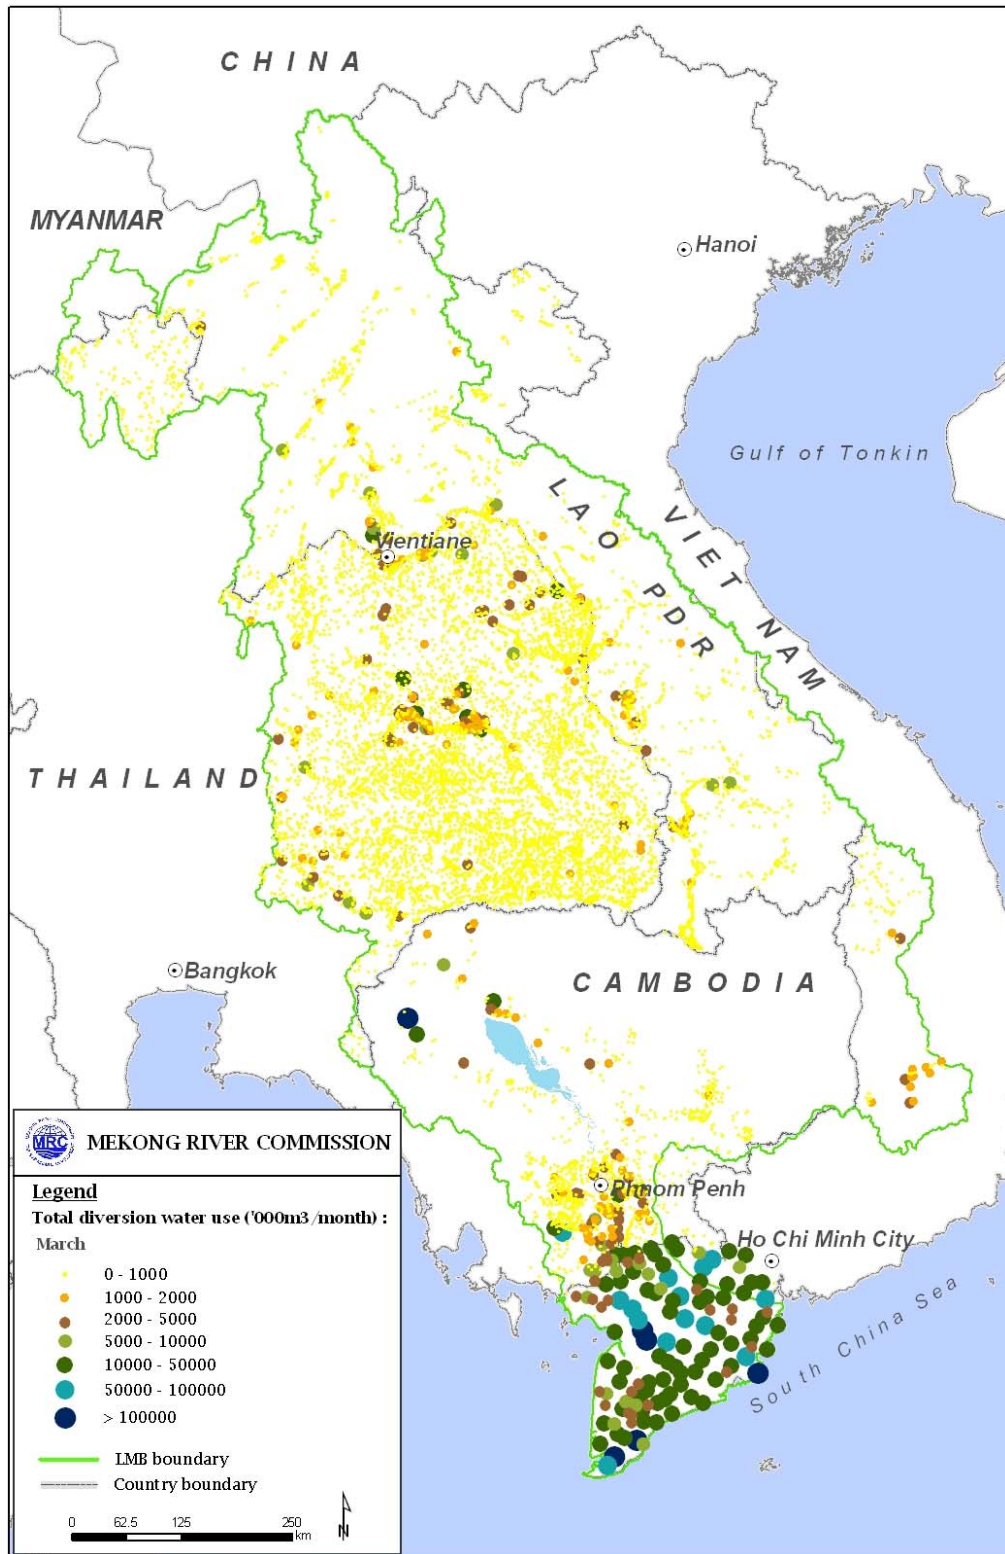 CHINA
MYANMAR
Hanoi
Gulf of Tonkin
LAO PDR
VIET NAM
Vientiane
THAILAND
Bangkok
CAMBODIA
Phnom Penh
Ho Chi Minh City
South China Sea
MRC
MEKONG RIVER COMMISSION
Legend
Total diversion water use ('000m3/month) :
March
0 - 1000
1000 - 2000
2000 - 5000
5000 - 10000
10000 - 50000
50000 - 100000
> 100000
LMB boundary
Country boundary
0 62.5 125 250
km
N